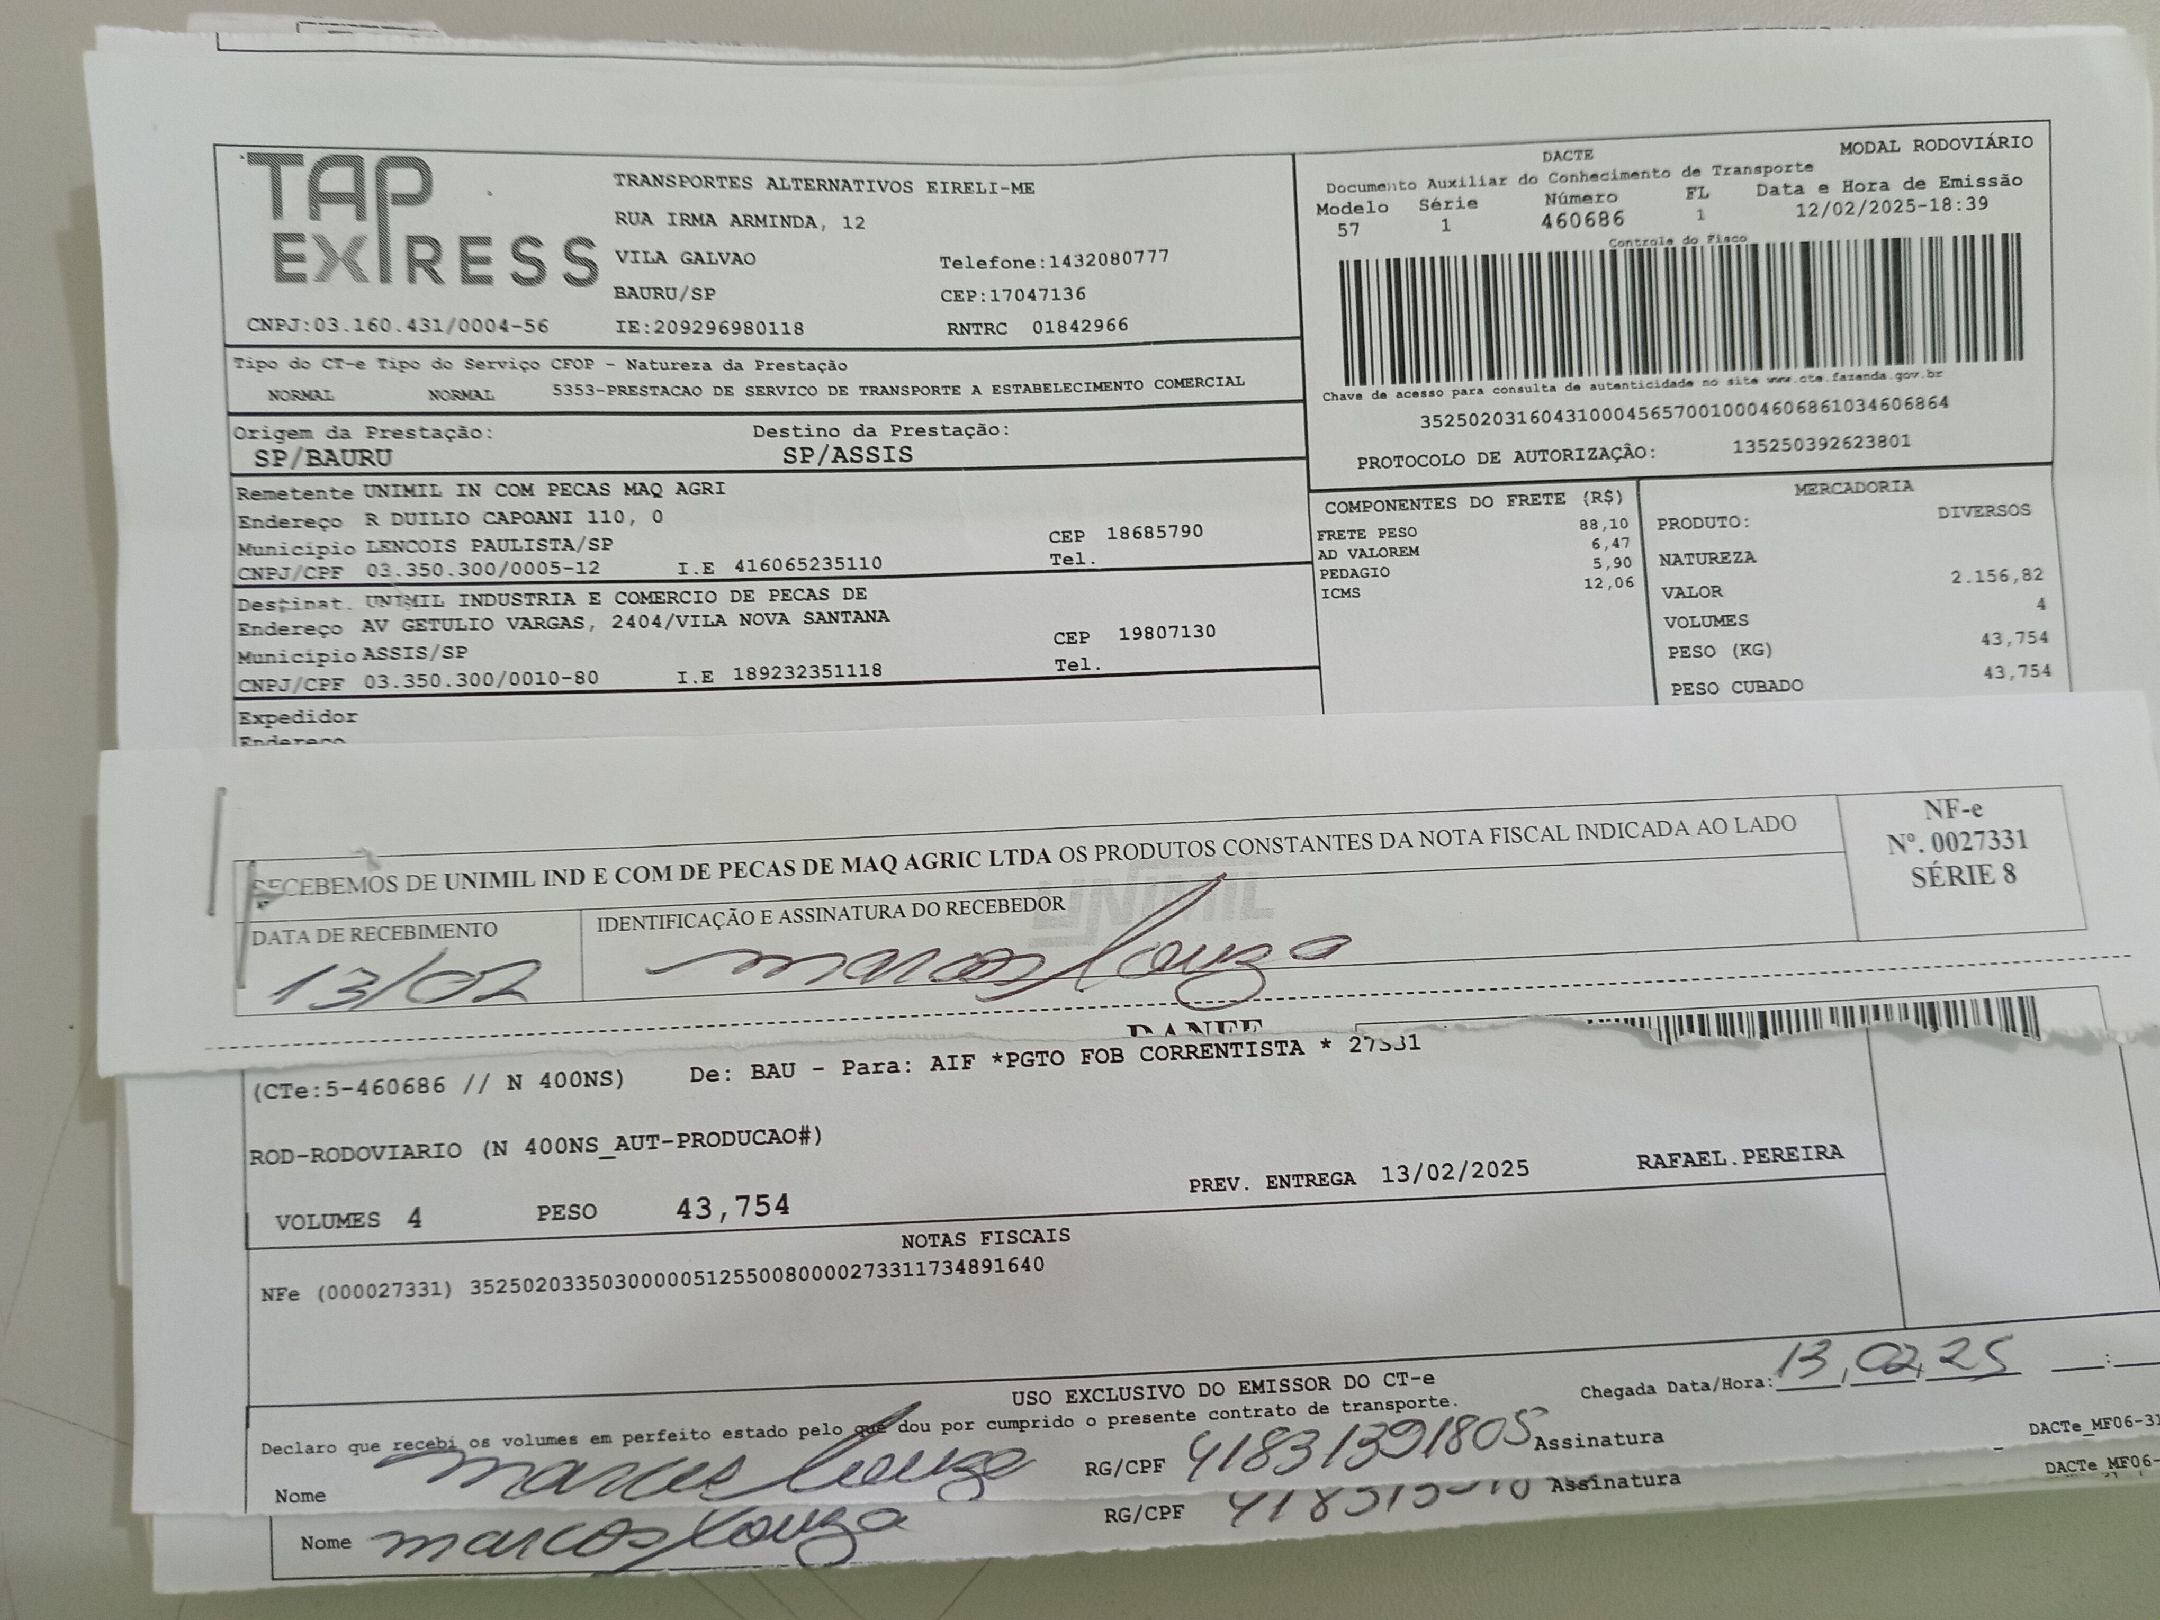 TAP EXPRESS
TRANSPORTES ALTERNATIVOS EIRELI-ME
RUA IRMA ARMINDA, 12
VILA GALVAO Telefone:1432080777
BAURU/SP CEP:17047136
CNPJ:03.160.431/0004-56 IE:209296980118 RNTRC 01842966
DACTE MODAL RODOVIÁRIO
Documento Auxiliar do Conhecimento de Transporte
Modelo Série Número FL Data e Hora de Emissão
57 1 460686 1 12/02/2025-18:39
Controle do Fisco
Chave de acesso para consulta de autenticidade no site www.cte.fazenda.gov.br
35250203160431000456570010004606861034606864
PROTOCOLO DE AUTORIZAÇÃO: 135250392623801
Tipo do CT-e Tipo do Serviço CFOP - Natureza da Prestação
NORMAL NORMAL 5353-PRESTACAO DE SERVICO DE TRANSPORTE A ESTABELECIMENTO COMERCIAL
Origem da Prestação: Destino da Prestação:
SP/BAURU SP/ASSIS
Remetente UNIMIL IN COM PECAS MAQ AGRI
Endereço R DUILIO CAPOANI 110, 0
Município LENCOIS PAULISTA/SP CEP 18685790
CNPJ/CPF 03.350.300/0005-12 I.E 416065235110 Tel.
Destinat. UNIMIL INDUSTRIA E COMERCIO DE PECAS DE
Endereço AV GETULIO VARGAS, 2404/VILA NOVA SANTANA
Município ASSIS/SP CEP 19807130
CNPJ/CPF 03.350.300/0010-80 I.E 189232351118 Tel.
Expedidor
Endereço
COMPONENTES DO FRETE (R$)
FRETE PESO 88,10
AD VALOREM 6,47
PEDAGIO 5,90
ICMS 12,06
MERCADORIA
PRODUTO: DIVERSOS
NATUREZA
VALOR 2.156,82
VOLUMES 4
PESO (KG) 43,754
PESO CUBADO 43,754
RECEBEMOS DE UNIMIL IND E COM DE PECAS DE MAQ AGRIC LTDA OS PRODUTOS CONSTANTES DA NOTA FISCAL INDICADA AO LADO
NF-e
Nº. 0027331
SÉRIE 8
DATA DE RECEBIMENTO IDENTIFICAÇÃO E ASSINATURA DO RECEBEDOR
UNIMIL
13/02 marcos souza
DANFE
(CTe:5-460686 // N 400NS) De: BAU - Para: AIF *PGTO FOB CORRENTISTA * 27331
ROD-RODOVIARIO (N 400NS_AUT-PRODUCAO#)
PREV. ENTREGA 13/02/2025 RAFAEL.PEREIRA
VOLUMES 4 PESO 43,754
NOTAS FISCAIS
NFe (000027331) 35250203350300000512550080000273311734891640
USO EXCLUSIVO DO EMISSOR DO CT-e
Chegada Data/Hora: 13,02,25 __:__
Declaro que recebi os volumes em perfeito estado pelo que dou por cumprido o presente contrato de transporte.
Nome marcos souza RG/CPF 41831391805 Assinatura DACTe_MF06-31
Nome marcos souza RG/CPF Assinatura DACTe_MF06-